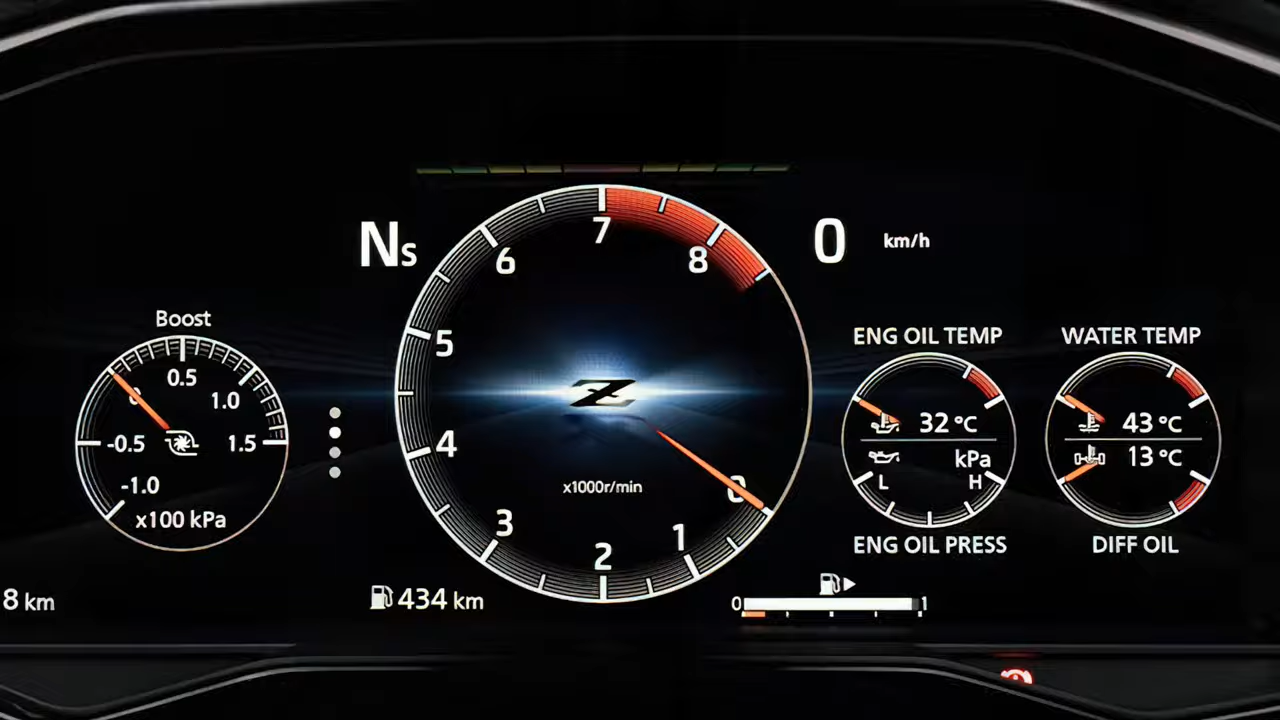 Ns
0 km/h
7
6
8
5
4
3
2
1
0
x1000r/min
Boost
0
0.5
1.0
1.5
-0.5
-1.0
x100 kPa
ENG OIL TEMP
32 °C
kPa
L H
ENG OIL PRESS
WATER TEMP
43 °C
13 °C
DIFF OIL
8 km
434 km
0 1
Z